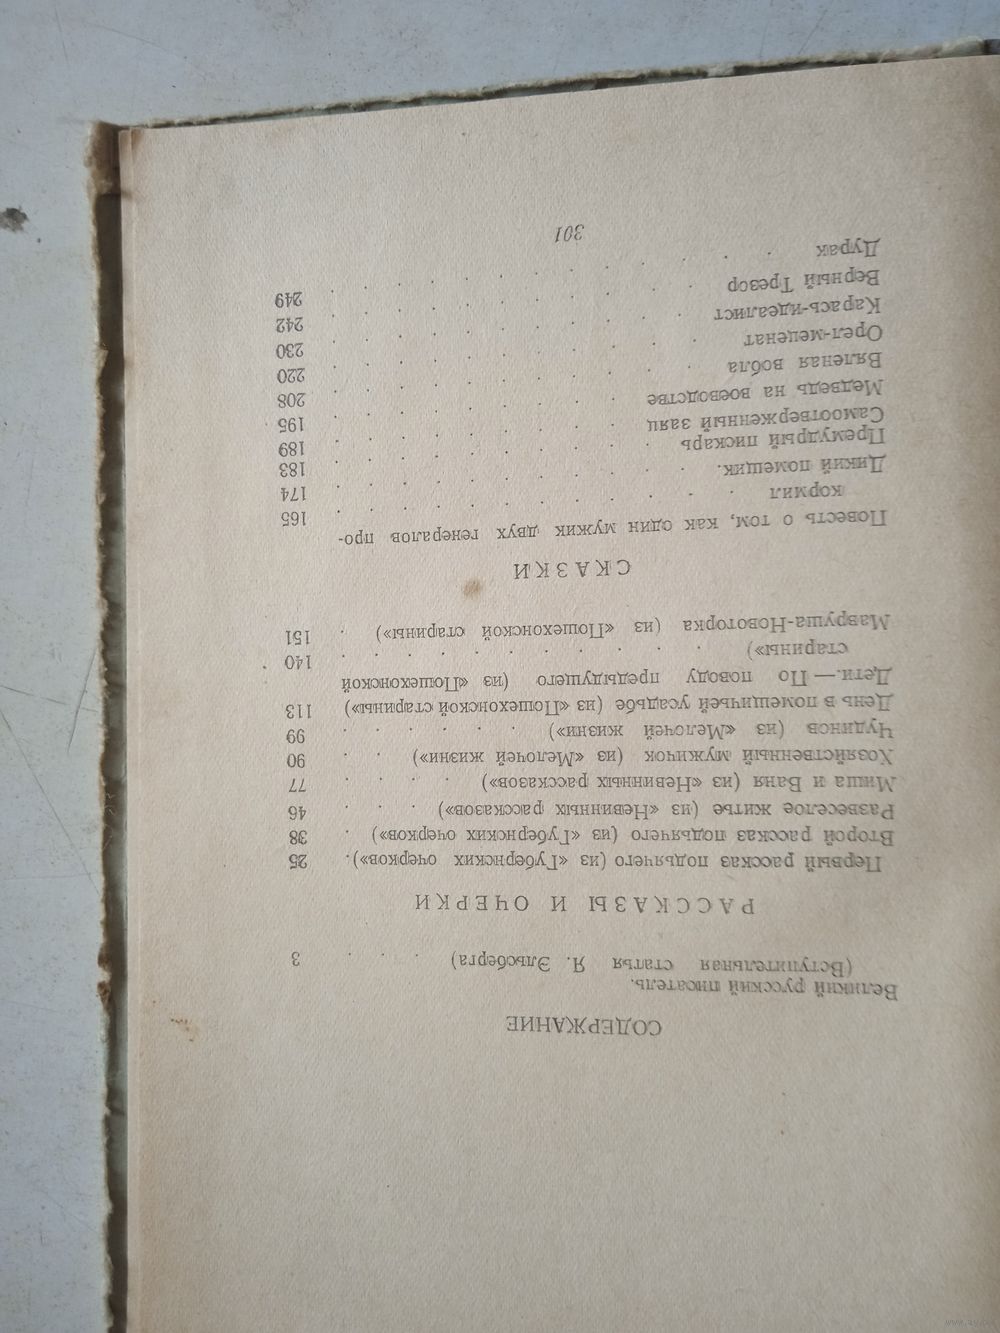 СОДЕРЖАНИЕ
Великий русский писатель.
(Вступительная статья Я. Эльсберга) . . . 3
РАССКАЗЫ И ОЧЕРКИ
Первый рассказ подьячего (из «Губернских очерков») . 25
Второй рассказ подьячего (из «Губернских очерков») . 38
Развеселое житье (из «Невинных рассказов») . . . 46
Миша и Ваня (из «Невинных рассказов») . . . . 77
Хозяйственный мужичок (из «Мелочей жизни») . . . 90
Чудинов (из «Мелочей жизни») . . . . . . 99
День в помещичьей усадьбе (из «Пошехонской старины») 113
Дети.—По поводу предыдущего (из «Пошехонской
старины») . . . . . . . . . . 140
Мавруша-Новоторка (из «Пошехонской старины») . 151
СКАЗКИ
Повесть о том, как один мужик двух генералов про-
кормил . . . . . . . . . . 165
Дикий помещик. . . . . . . . . . 174
Премудрый пискарь . . . . . . . . 183
Самоотверженный заяц . . . . . . . 189
Медведь на воеводстве . . . . . . . 195
Вяленая вобла . . . . . . . . . 208
Орел-меценат . . . . . . . . . 220
Карась-идеалист . . . . . . . . . 230
Верный Трезор . . . . . . . . . 242
Дурак . . . . . . . . . . . 249
301